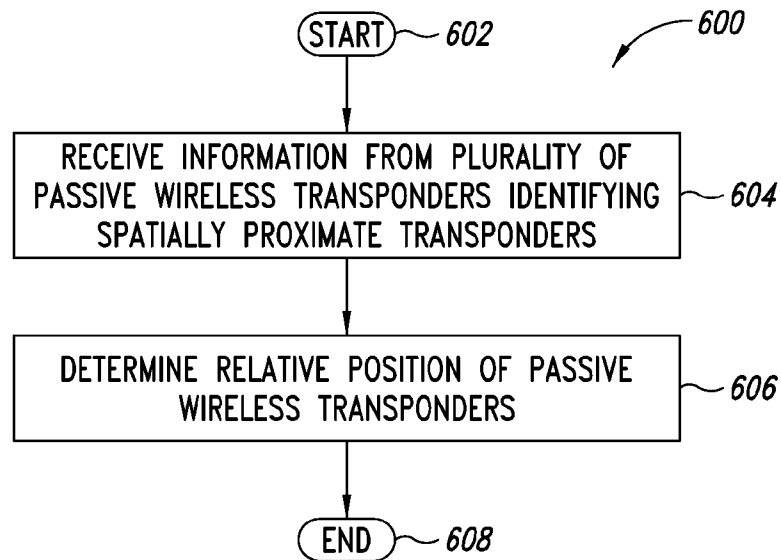 START
602
600
RECEIVE INFORMATION FROM PLURALITY OF
PASSIVE WIRELESS TRANSPONDERS IDENTIFYING
SPATIALLY PROXIMATE TRANSPONDERS
604
DETERMINE RELATIVE POSITION OF PASSIVE
WIRELESS TRANSPONDERS
606
END
608